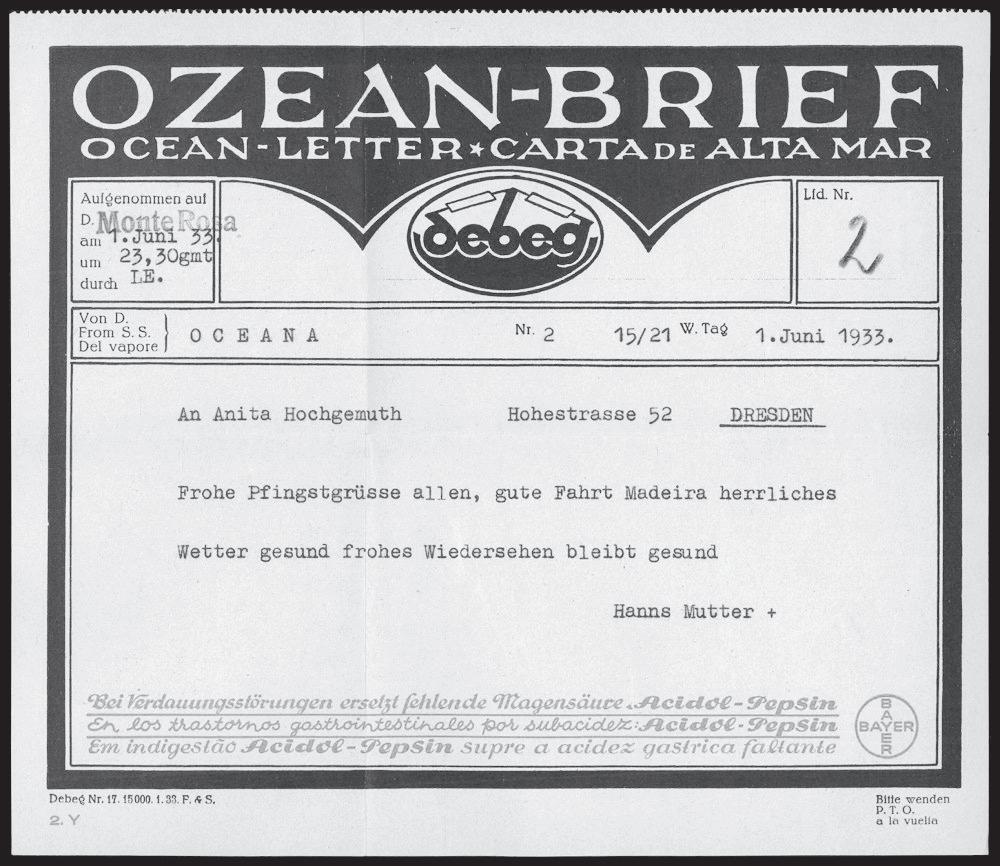 OZEAN-BRIEF
OCEAN-LETTER★CARTA DE ALTA MAR
Aufgenommen auf
D. Monte Rosa
am 1. Juni 33.
um 23,30gmt
durch LE.
debeg
Lfd. Nr.
2
Von D.
From S. S.
Del vapore
OCEANA Nr. 2 15/21 W. Tag 1.Juni 1933.
An Anita Hochgemuth Hohestrasse 52 DRESDEN
Frohe Pfingstgrüsse allen, gute Fahrt Madeira herrliches
Wetter gesund frohes Wiedersehen bleibt gesund
Hanns Mutter +
Bei Verdauungsstörungen ersetzt fehlende Magensäure. Acidol-Pepsin
En los trastornos gastrointestinales por subacidez: Acidol-Pepsin
Em indigestão Acidol-Pepsin supre a acidez gastrica faltante
BAYER
BAYER
Debeg Nr. 17. 15000. 1. 33. F. & S.
2. Y
Bitte wenden
P. T. O.
a la vuelta